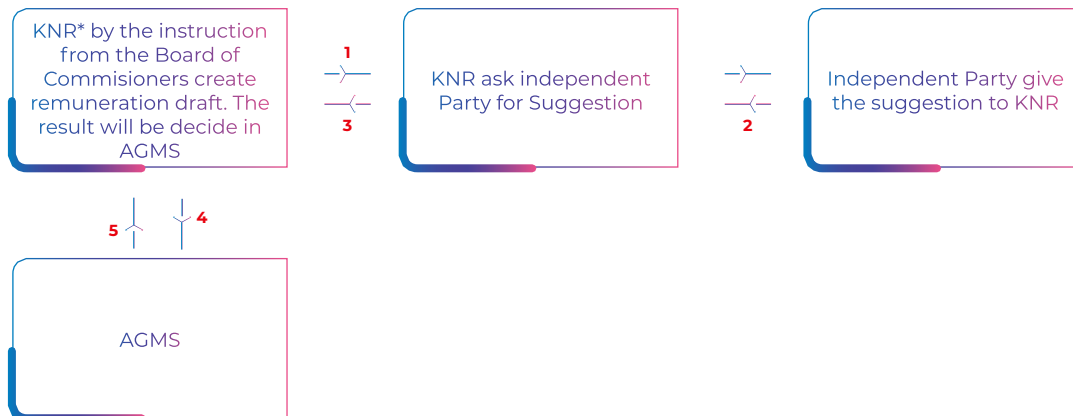 KNR* by the instruction
from the Board of
Commisioners create
remuneration draft. The
result will be decide in
AGMS
1
3
KNR ask independent
Party for Suggestion
2
Independent Party give
the suggestion to KNR
5
4
AGMS